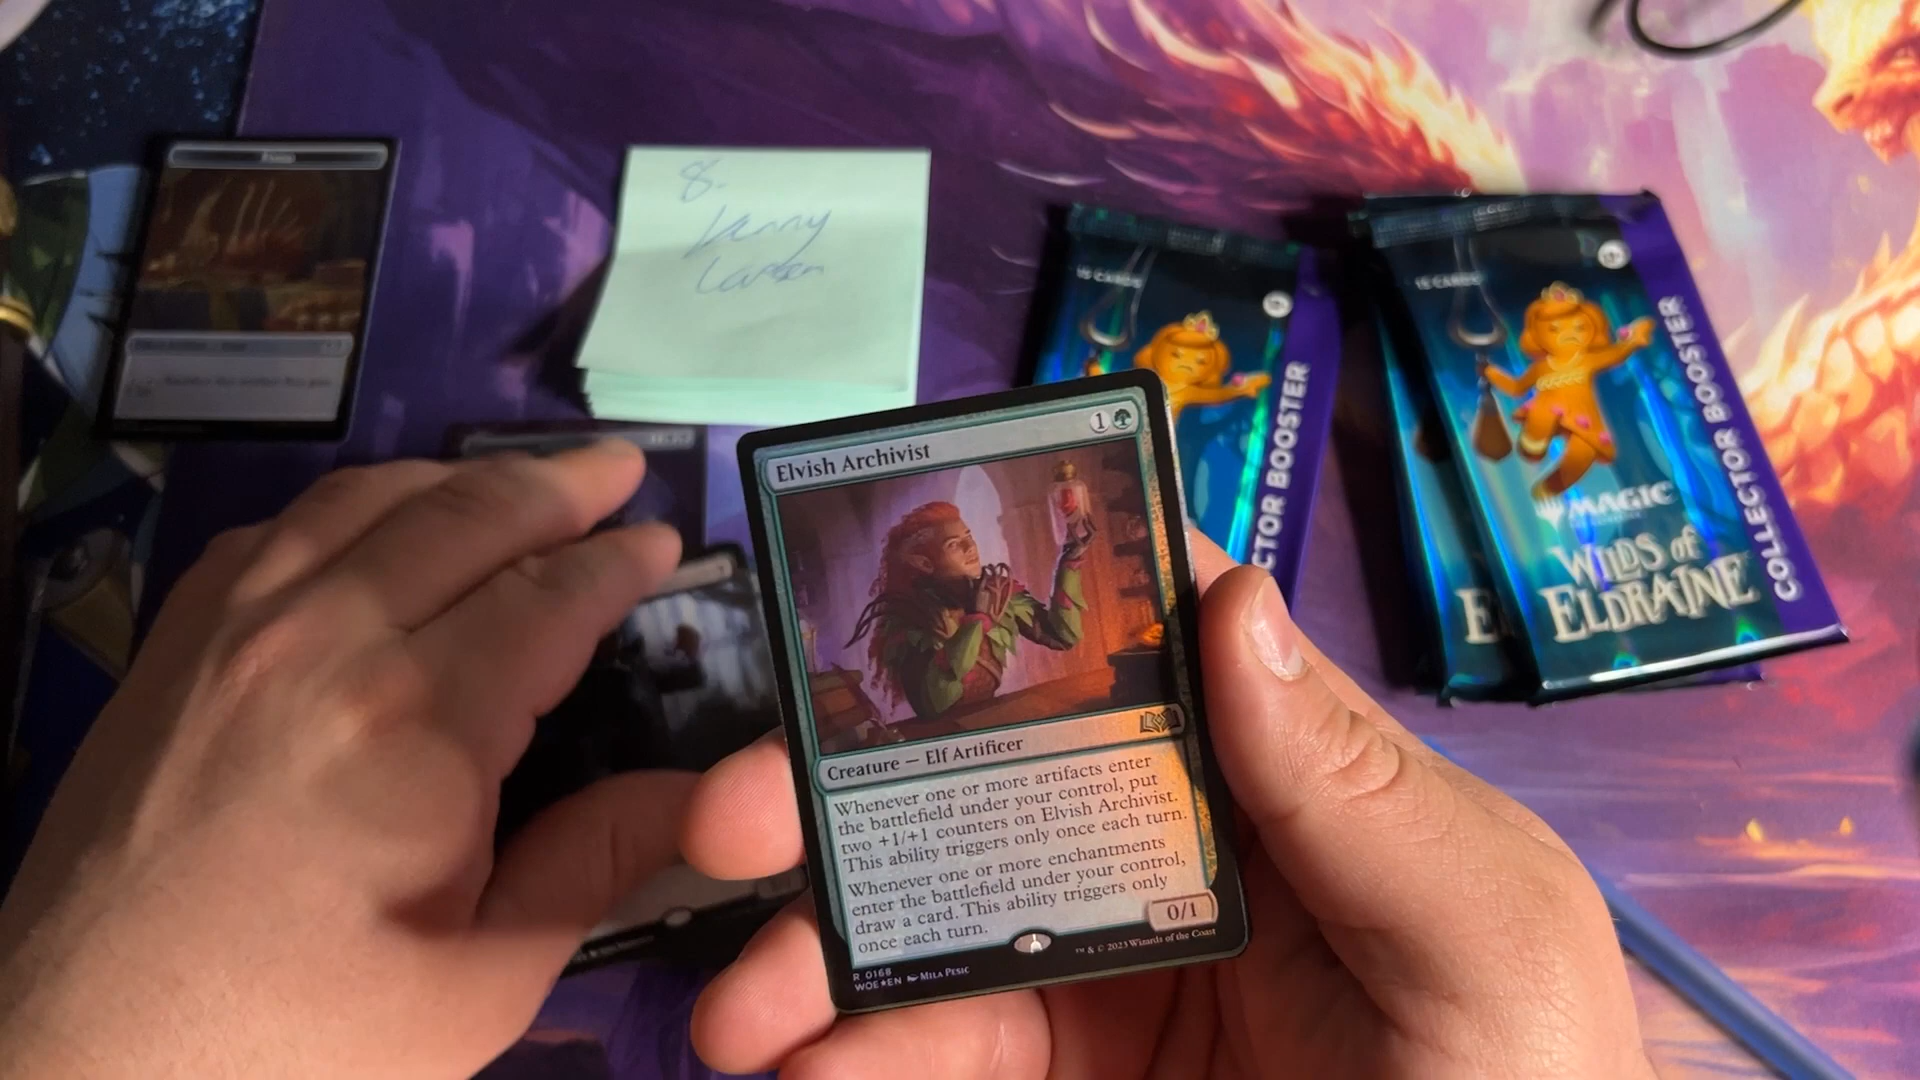 8.
15 CARDS
COLLECTOR BOOSTER
15 CARDS
MAGIC
WILDS of
ELDRAINE
COLLECTOR BOOSTER
Elvish Archivist
1
Creature — Elf Artificer
Whenever one or more artifacts enter
the battlefield under your control, put
two +1/+1 counters on Elvish Archivist.
This ability triggers only once each turn.
Whenever one or more enchantments
enter the battlefield under your control,
draw a card. This ability triggers only
once each turn.
0/1
R 0168
WOE★EN MILA PESIC
™ & © 2023 Wizards of the Coast